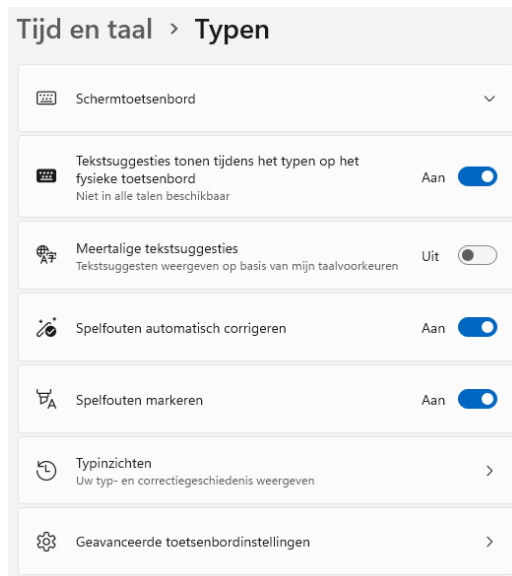 Tijd en taal > Typen
Schermtoetsenbord
Tekstsuggesties tonen tijdens het typen op het
fysieke toetsenbord
Niet in alle talen beschikbaar
Aan
Meertalige tekstsuggesties
Tekstsuggesten weergeven op basis van mijn taalvoorkeuren
Uit
Spelfouten automatisch corrigeren
Aan
Spelfouten markeren
Aan
Typinzichten
Uw typ- en correctiegeschiedenis weergeven
Geavanceerde toetsenbordinstellingen